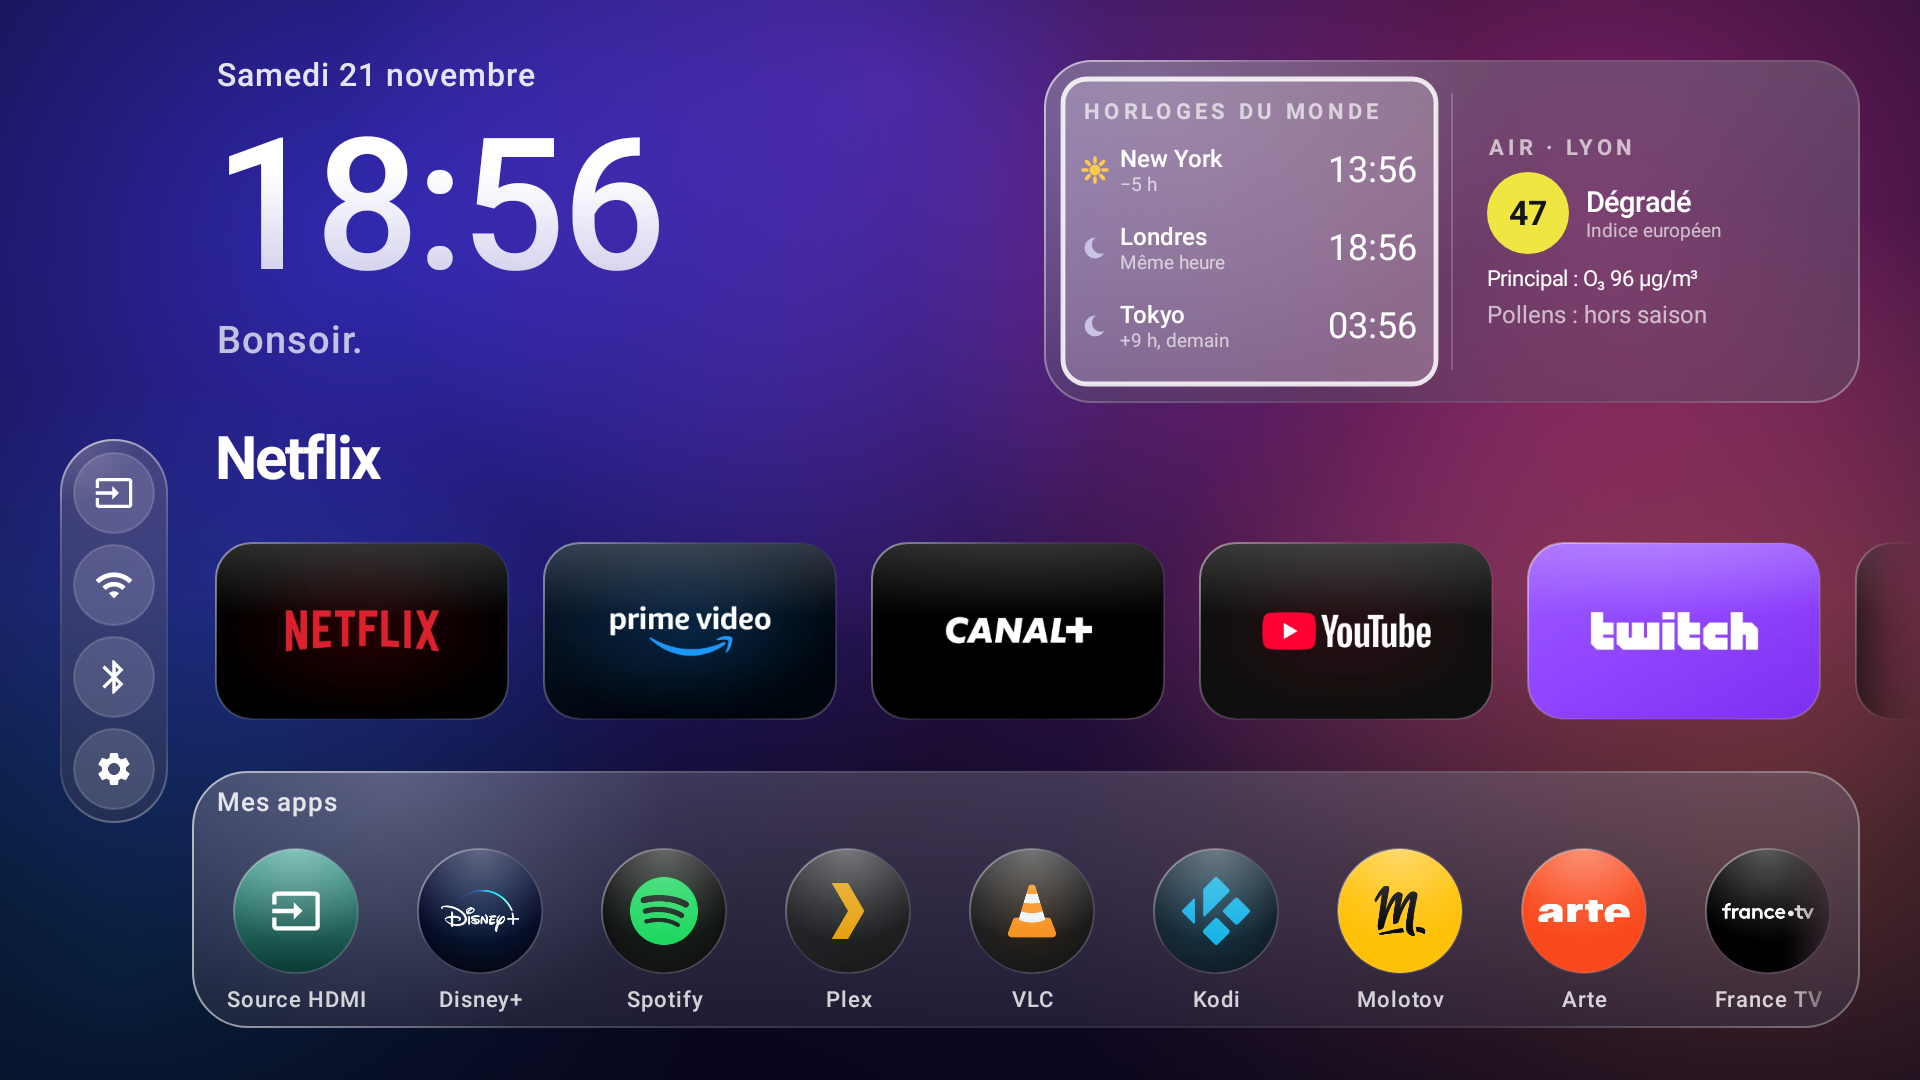 Samedi 21 novembre
18:56
Bonsoir.
HORLOGES DU MONDE
New York
−5 h
13:56
Londres
Même heure
18:56
Tokyo
+9 h, demain
03:56
AIR · LYON
47
Dégradé
Indice européen
Principal : O₃ 96 µg/m³
Pollens : hors saison
Netflix
NETFLIX
prime video
CANAL+
YouTube
twitch
Mes apps
Disney+
M.
arte
france•tv
Source HDMI
Disney+
Spotify
Plex
VLC
Kodi
Molotov
Arte
France TV